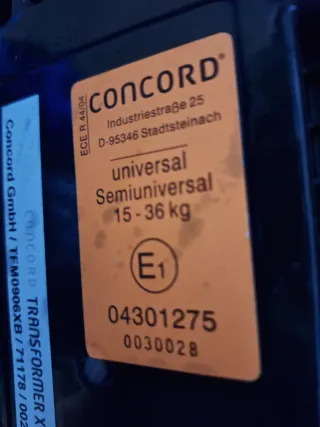 ECE R 44/04
CONCORD®
Industriestraße 25
D-95346 Stadtsteinach
universal
Semiuniversal
15 - 36 kg
E1
04301275
0030028
CONCORD TRANSFORMER X
Concord GmbH / TFM0906XB / 71178 / 002